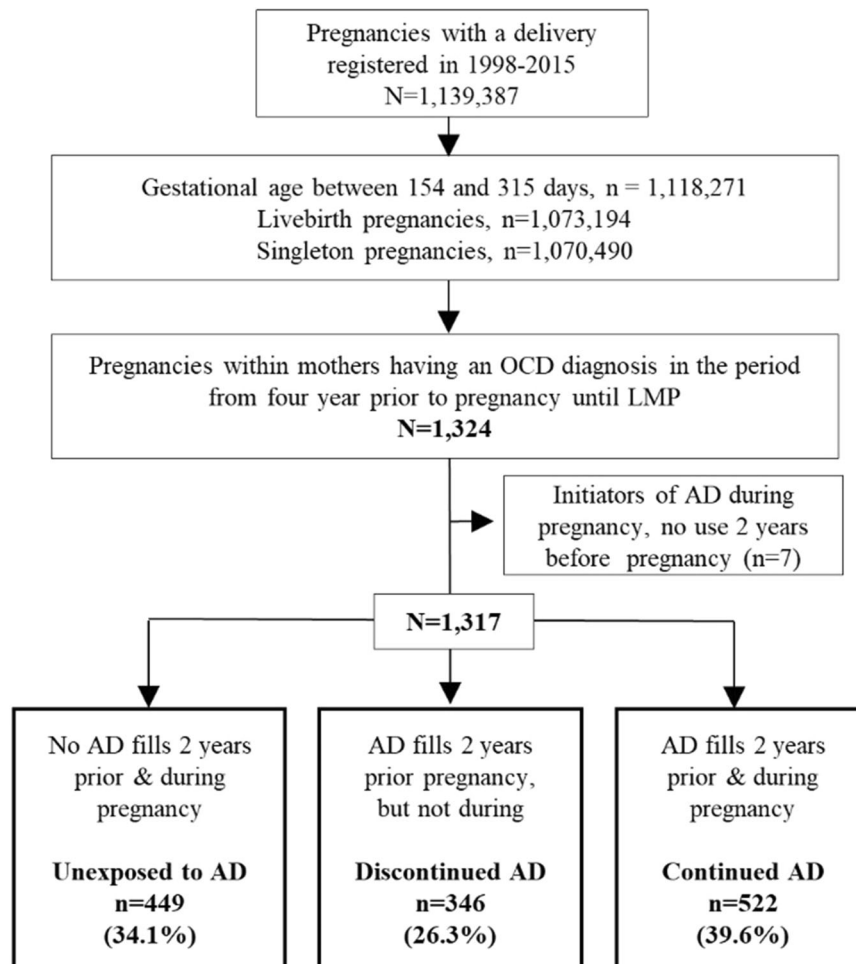 Pregnancies with a delivery
registered in 1998-2015
N=1,139,387
Gestational age between 154 and 315 days, n = 1,118,271
Livebirth pregnancies, n=1,073,194
Singleton pregnancies, n=1,070,490
Pregnancies within mothers having an OCD diagnosis in the period
from four year prior to pregnancy until LMP
N=1,324
Initiators of AD during
pregnancy, no use 2 years
before pregnancy (n=7)
N=1,317
No AD fills 2 years
prior & during
pregnancy
Unexposed to AD
n=449
(34.1%)
AD fills 2 years
prior pregnancy,
but not during
Discontinued AD
n=346
(26.3%)
AD fills 2 years
prior & during
pregnancy
Continued AD
n=522
(39.6%)